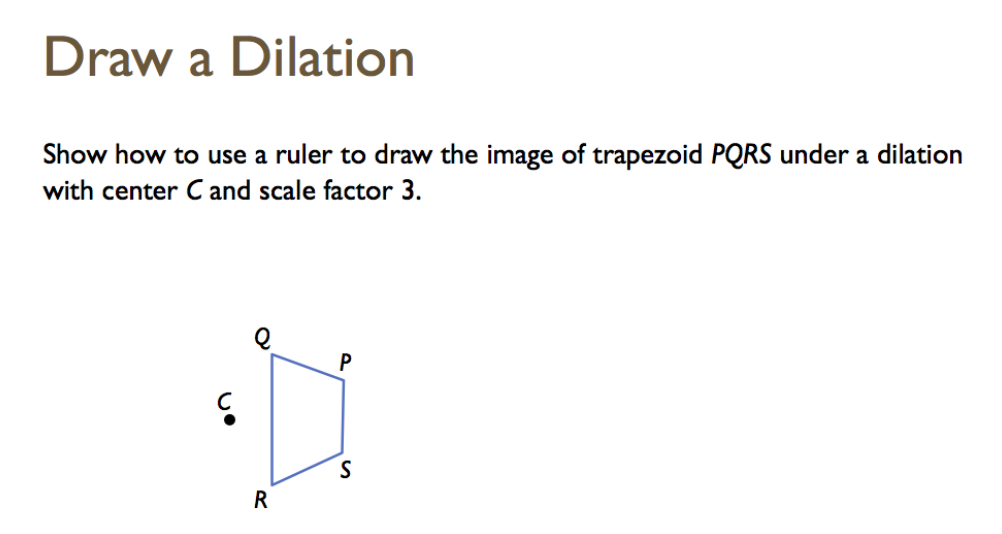 Draw a Dilation
Show how to use a ruler to draw the image of trapezoid PQRS under a dilation
with center C and scale factor 3.
Q
P
C
S
R